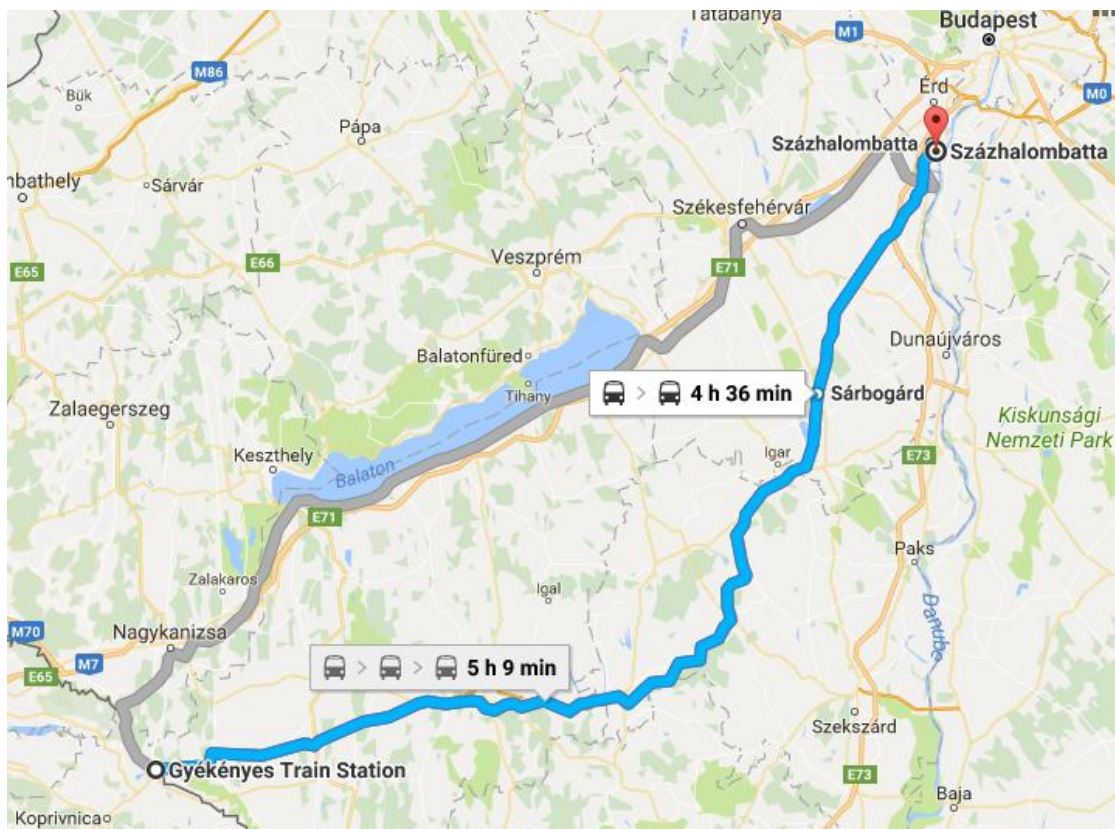 Tatabánya
Budapest
M1
M86
Bük
Érd
M0
Pápa
Százhalombatta
Százhalombatta
mbathely
Sárvár
Székesfehérvár
E65
E66
Veszprém
E71
Dunaújváros
Balatonfüred
Tihany
4 h 36 min
Sárbogárd
Zalaegerszeg
Kiskunsági
Nemzeti Park
Keszthely
Balaton
Igar
E73
E71
Paks
Zalakaros
Igal
Danubo
M70
Nagykanizsa
M7
5 h 9 min
E65
Szekszárd
Gyékényes Train Station
E73
Baja
Koprivnica